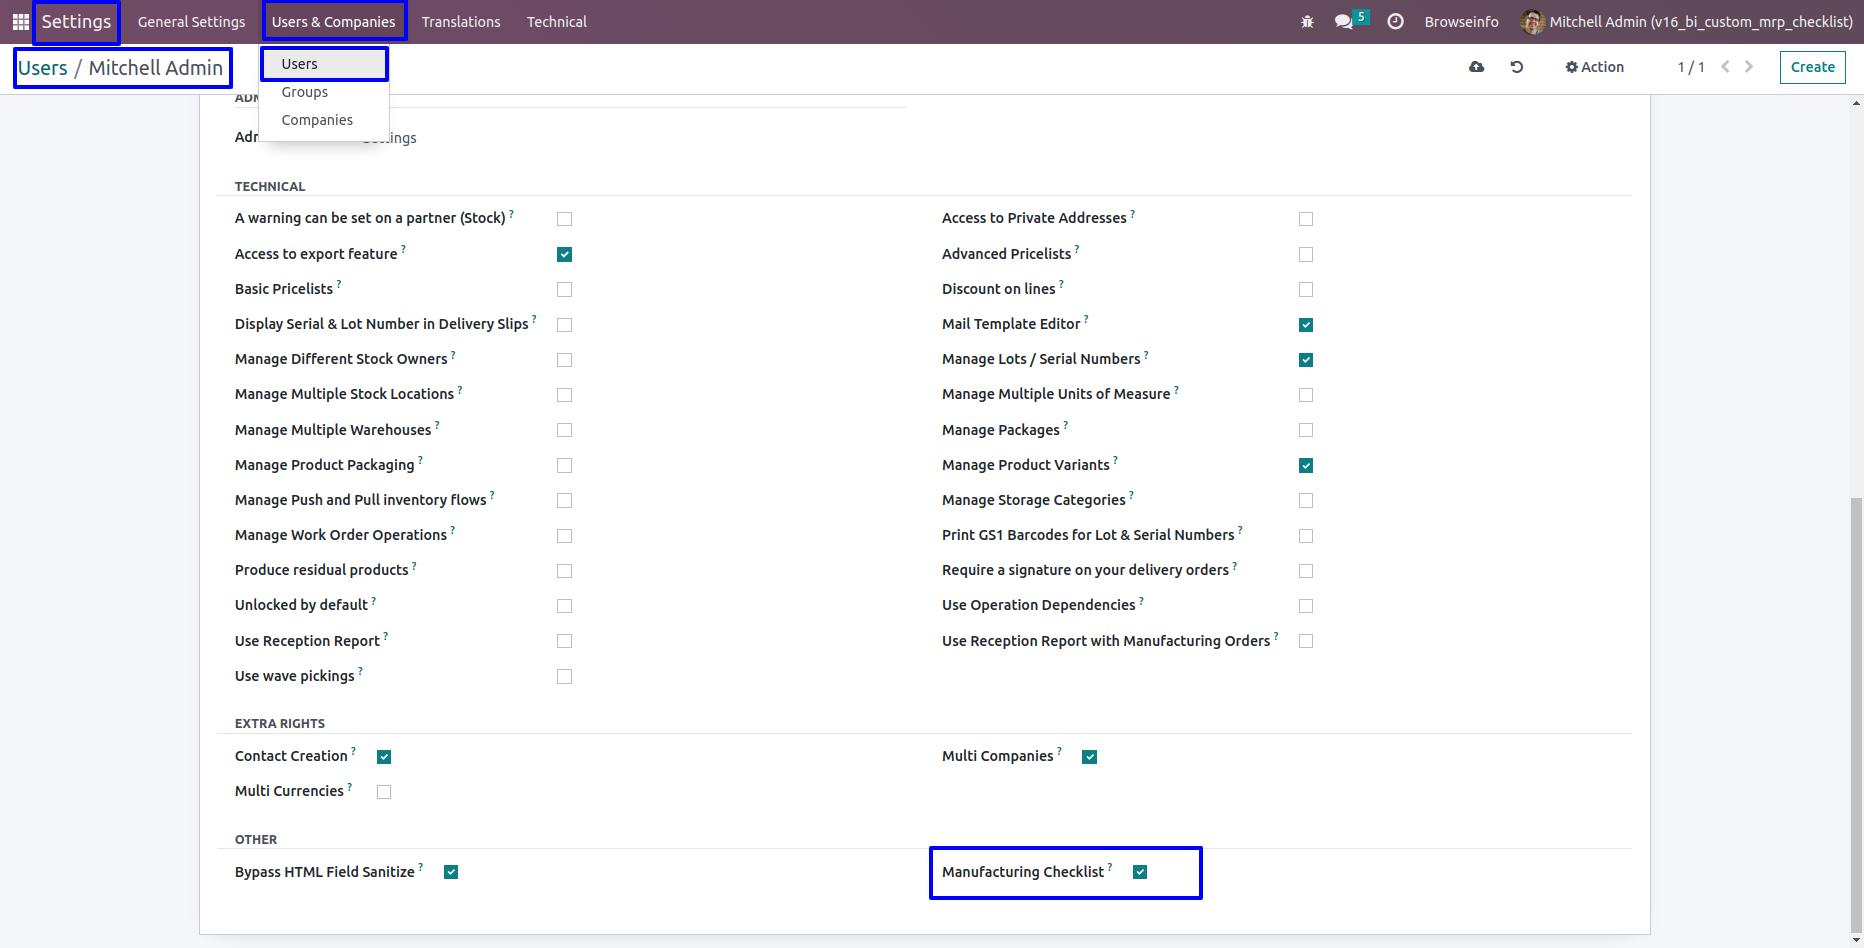 Settings General Settings Users & Companies Translations Technical 5 Browseinfo Mitchell Admin (v16_bi_custom_mrp_checklist)
Users / Mitchell Admin Users Action 1 / 1 Create
Groups
Companies
TECHNICAL
A warning can be set on a partner (Stock) ? Access to Private Addresses ?
Access to export feature ? Advanced Pricelists ?
Basic Pricelists ? Discount on lines ?
Display Serial & Lot Number in Delivery Slips ? Mail Template Editor ?
Manage Different Stock Owners ? Manage Lots / Serial Numbers ?
Manage Multiple Stock Locations ? Manage Multiple Units of Measure ?
Manage Multiple Warehouses ? Manage Packages ?
Manage Product Packaging ? Manage Product Variants ?
Manage Push and Pull inventory flows ? Manage Storage Categories ?
Manage Work Order Operations ? Print GS1 Barcodes for Lot & Serial Numbers ?
Produce residual products ? Require a signature on your delivery orders ?
Unlocked by default ? Use Operation Dependencies ?
Use Reception Report ? Use Reception Report with Manufacturing Orders ?
Use wave pickings ?
EXTRA RIGHTS
Contact Creation ? Multi Companies ?
Multi Currencies ?
OTHER
Bypass HTML Field Sanitize ? Manufacturing Checklist ?